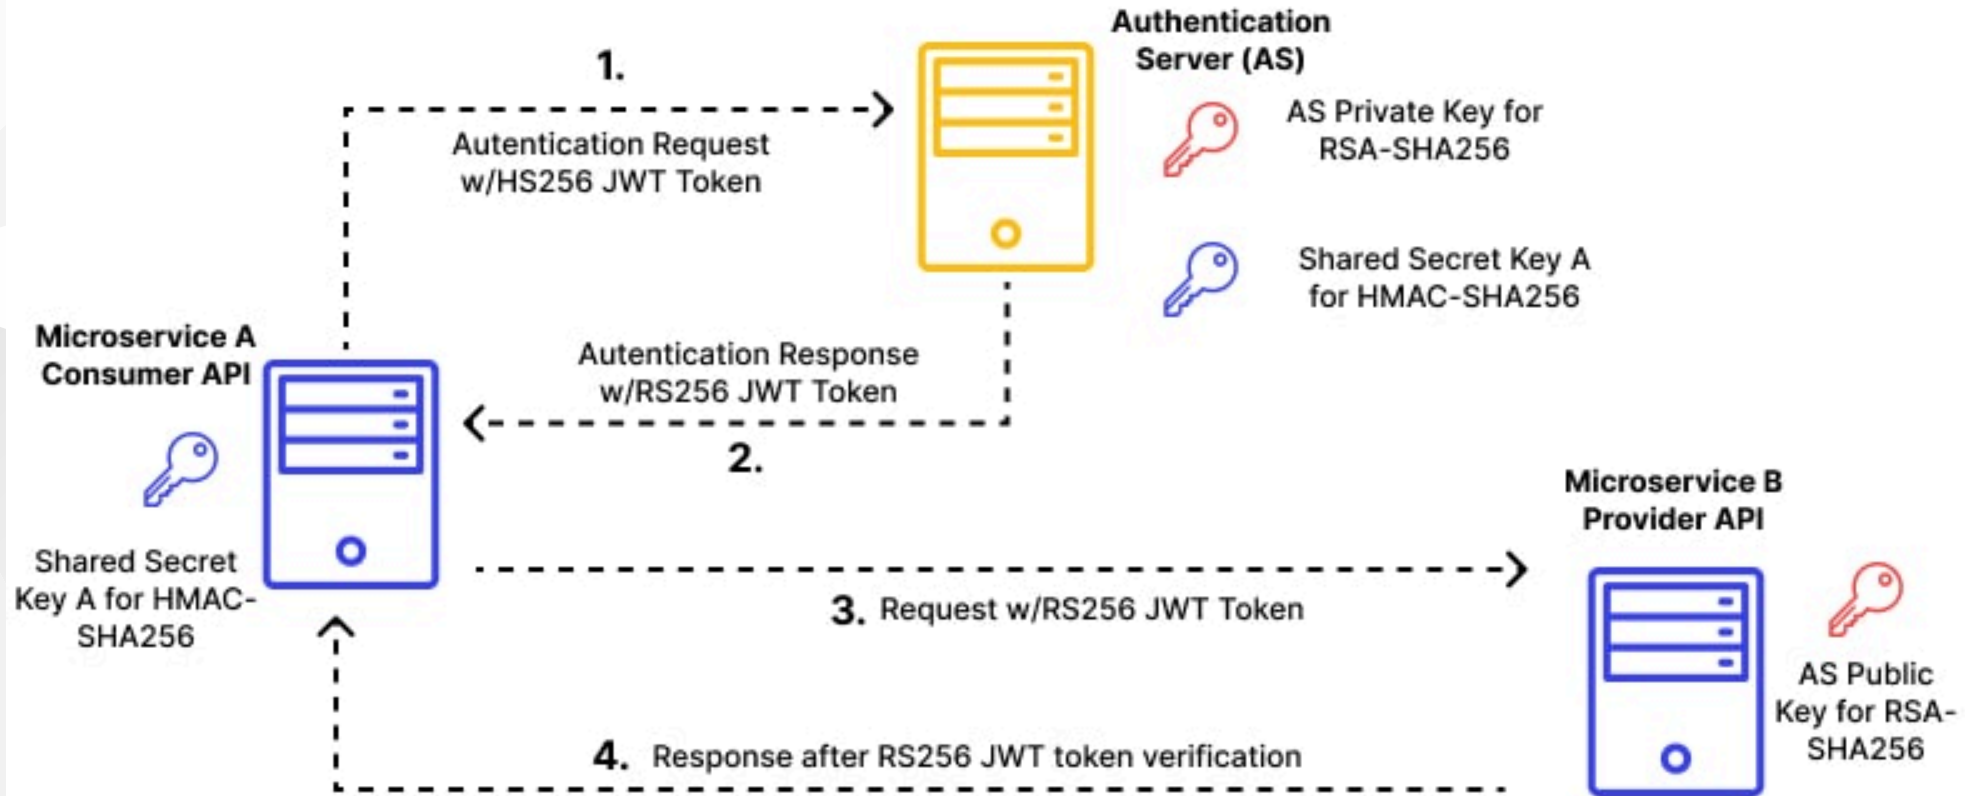 Authentication
Server (AS)
1.
Autentication Request
w/HS256 JWT Token
AS Private Key for
RSA-SHA256
Shared Secret Key A
for HMAC-SHA256
Microservice A
Consumer API
Autentication Response
w/RS256 JWT Token
2.
Shared Secret
Key A for HMAC-
SHA256
Microservice B
Provider API
3. Request w/RS256 JWT Token
AS Public
Key for RSA-
SHA256
4. Response after RS256 JWT token verification